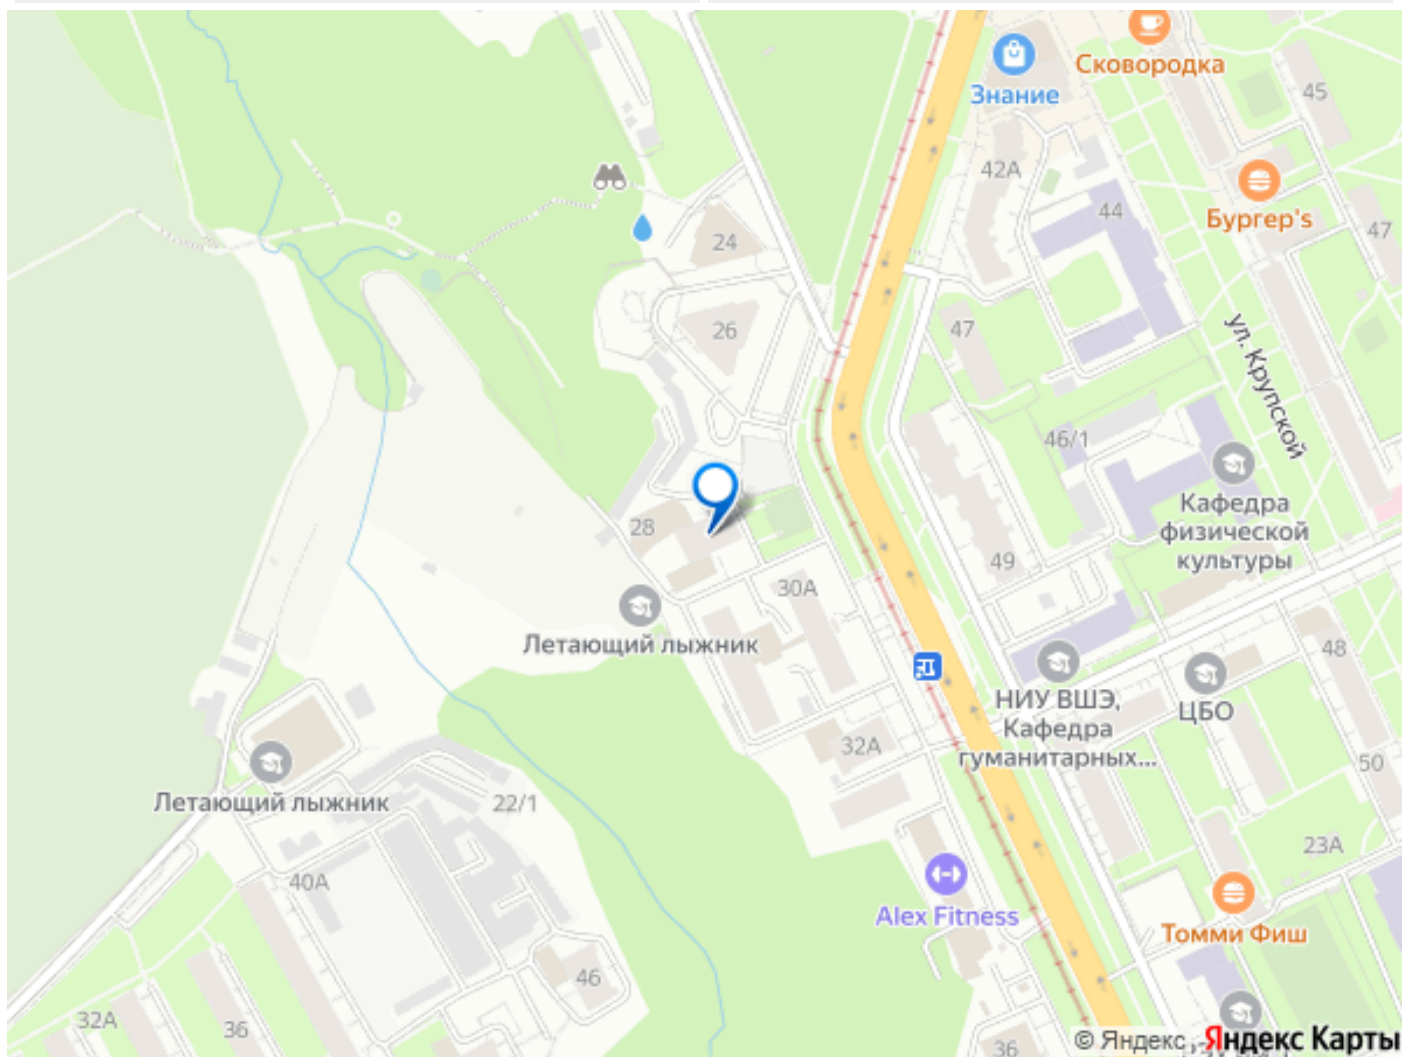 Сковородка
Знание
45
42А
44
Бургер's
47
24
26
47
ул. Крупской
46/1
Кафедра
физической
культуры
28
49
30А
Летающий лыжник
48
НИУ ВШЭ,
Кафедра
гуманитарных...
ЦБО
32А
50
Летающий лыжник
22/1
23А
40А
Alex Fitness
Томми Фиш
46
32А
36
36
© Яндекс
Яндекс Карты